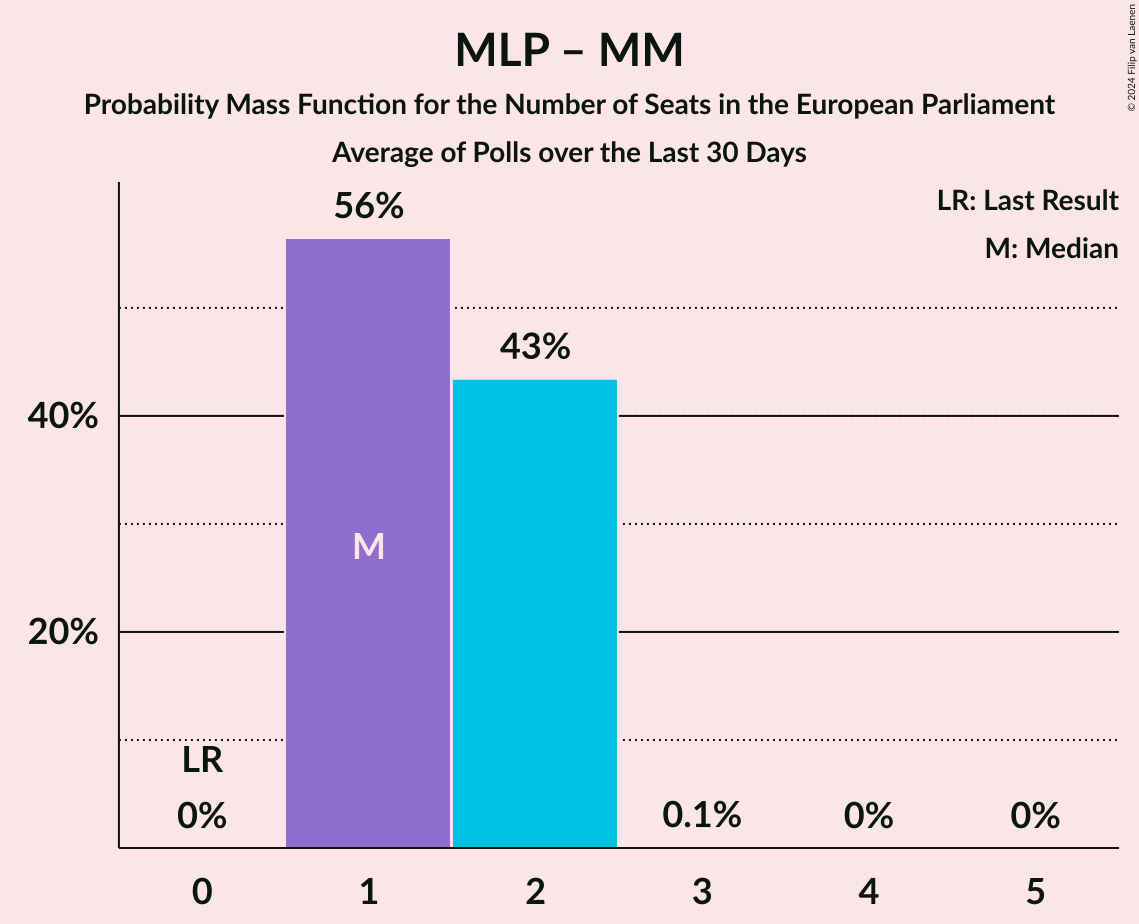 MLP – MM
Probability Mass Function for the Number of Seats in the European Parliament
Average of Polls over the Last 30 Days
© 2024 Filip van Laenen
LR: Last Result
M: Median
56%
43%
40%
20%
M
LR
0%
0.1%
0%
0%
0 1 2 3 4 5